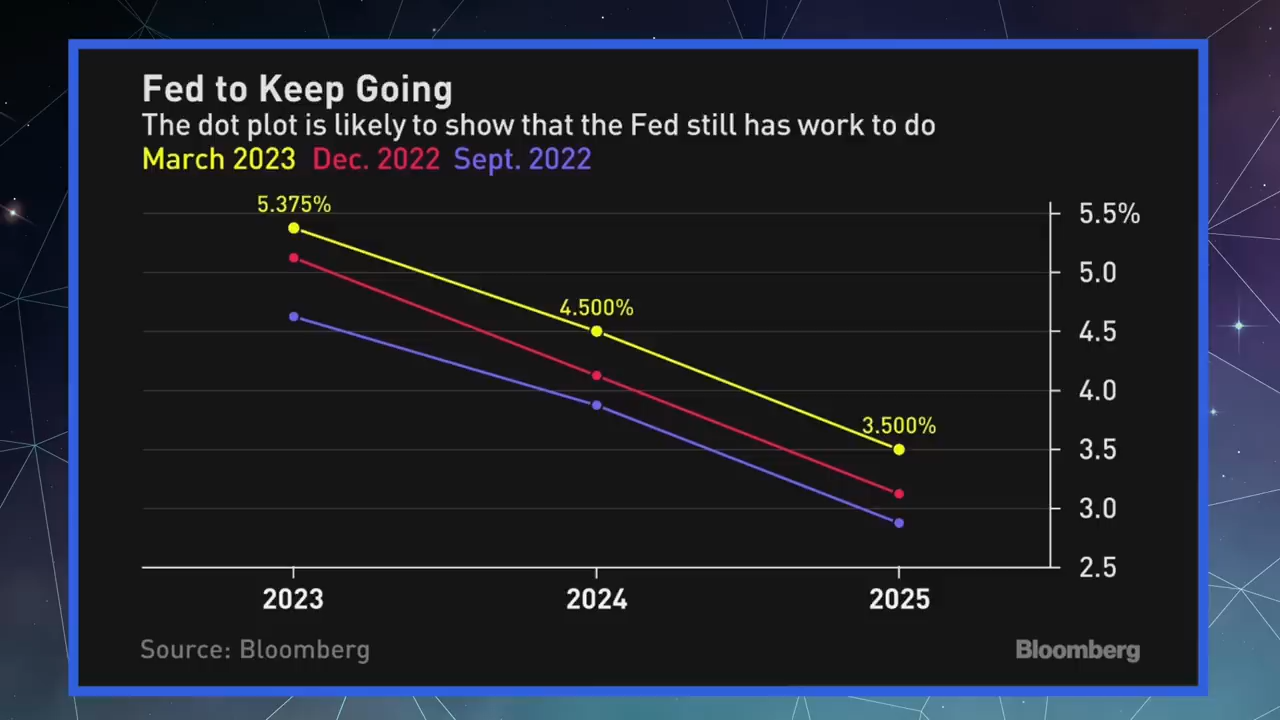 Fed to Keep Going
The dot plot is likely to show that the Fed still has work to do
March 2023 Dec. 2022 Sept. 2022
5.375%
4.500%
3.500%
5.5%
5.0
4.5
4.0
3.5
3.0
2.5
2023 2024 2025
Source: Bloomberg
Bloomberg